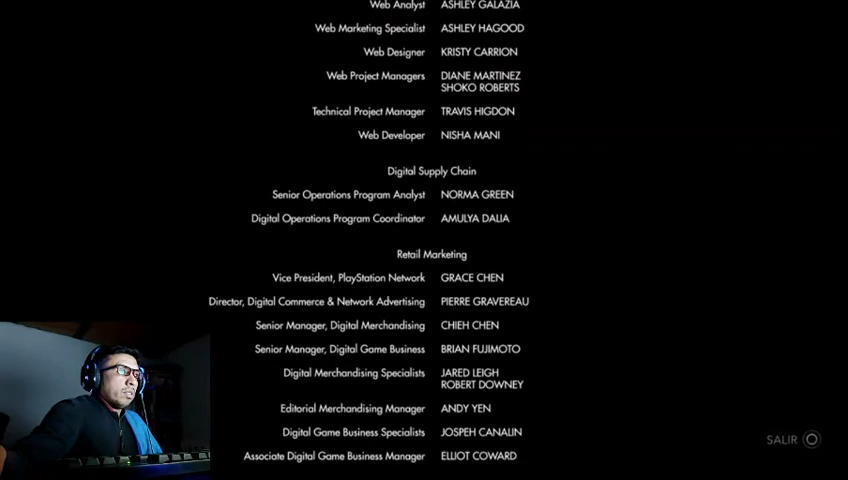 Web Analyst ASHLEY GALAZIA
Web Marketing Specialist ASHLEY HAGOOD
Web Designer KRISTY CARRION
Web Project Managers DIANE MARTINEZ
SHOKO ROBERTS
Technical Project Manager TRAVIS HIGDON
Web Developer NISHA MANI
Digital Supply Chain
Senior Operations Program Analyst NORMA GREEN
Digital Operations Program Coordinator AMULYA DALIA
Retail Marketing
Vice President, PlayStation Network GRACE CHEN
Director, Digital Commerce & Network Advertising PIERRE GRAVEREAU
Senior Manager, Digital Merchandising CHIEH CHEN
Senior Manager, Digital Game Business BRIAN FUJIMOTO
Digital Merchandising Specialists JARED LEIGH
ROBERT DOWNEY
Editorial Merchandising Manager ANDY YEN
Digital Game Business Specialists JOSPEH CANALIN
Associate Digital Game Business Manager ELLIOT COWARD
SALIR